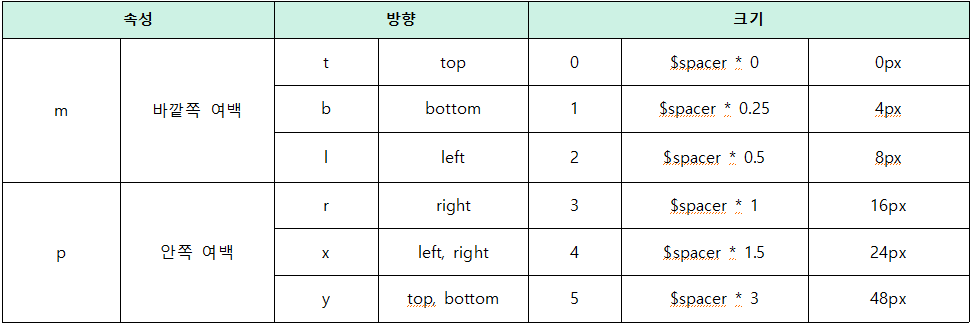 속성 방향 크기
t top 0 $spacer * 0 0px
m 바깥쪽 여백 b bottom 1 $spacer * 0.25 4px
l left 2 $spacer * 0.5 8px
r right 3 $spacer * 1 16px
p 안쪽 여백 x left, right 4 $spacer * 1.5 24px
y top, bottom 5 $spacer * 3 48px